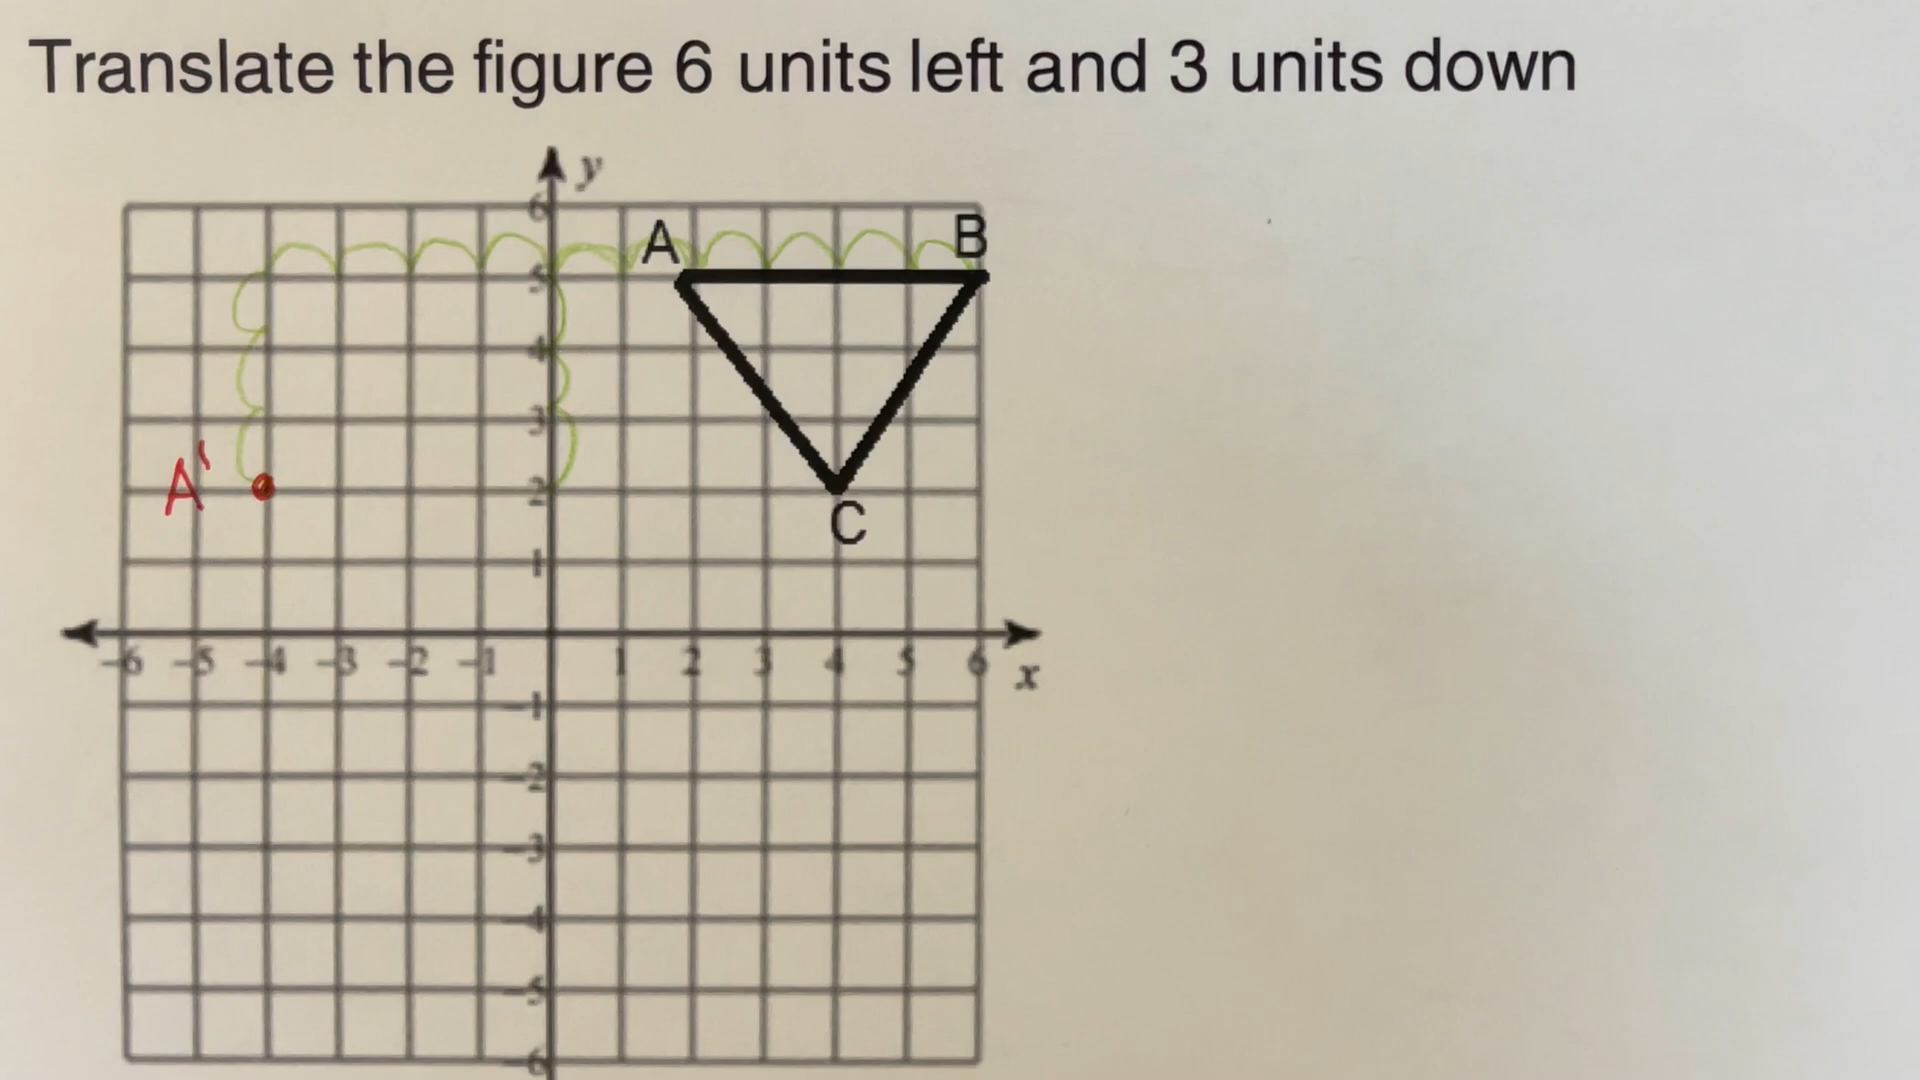 Translate the figure 6 units left and 3 units down
y
6
A
B
5
4
3
A'
2
C
1
-6 -5 -4 -3 -2 -1 1 2 3 4 5 6
x
-1
-2
-3
-4
-5
-6